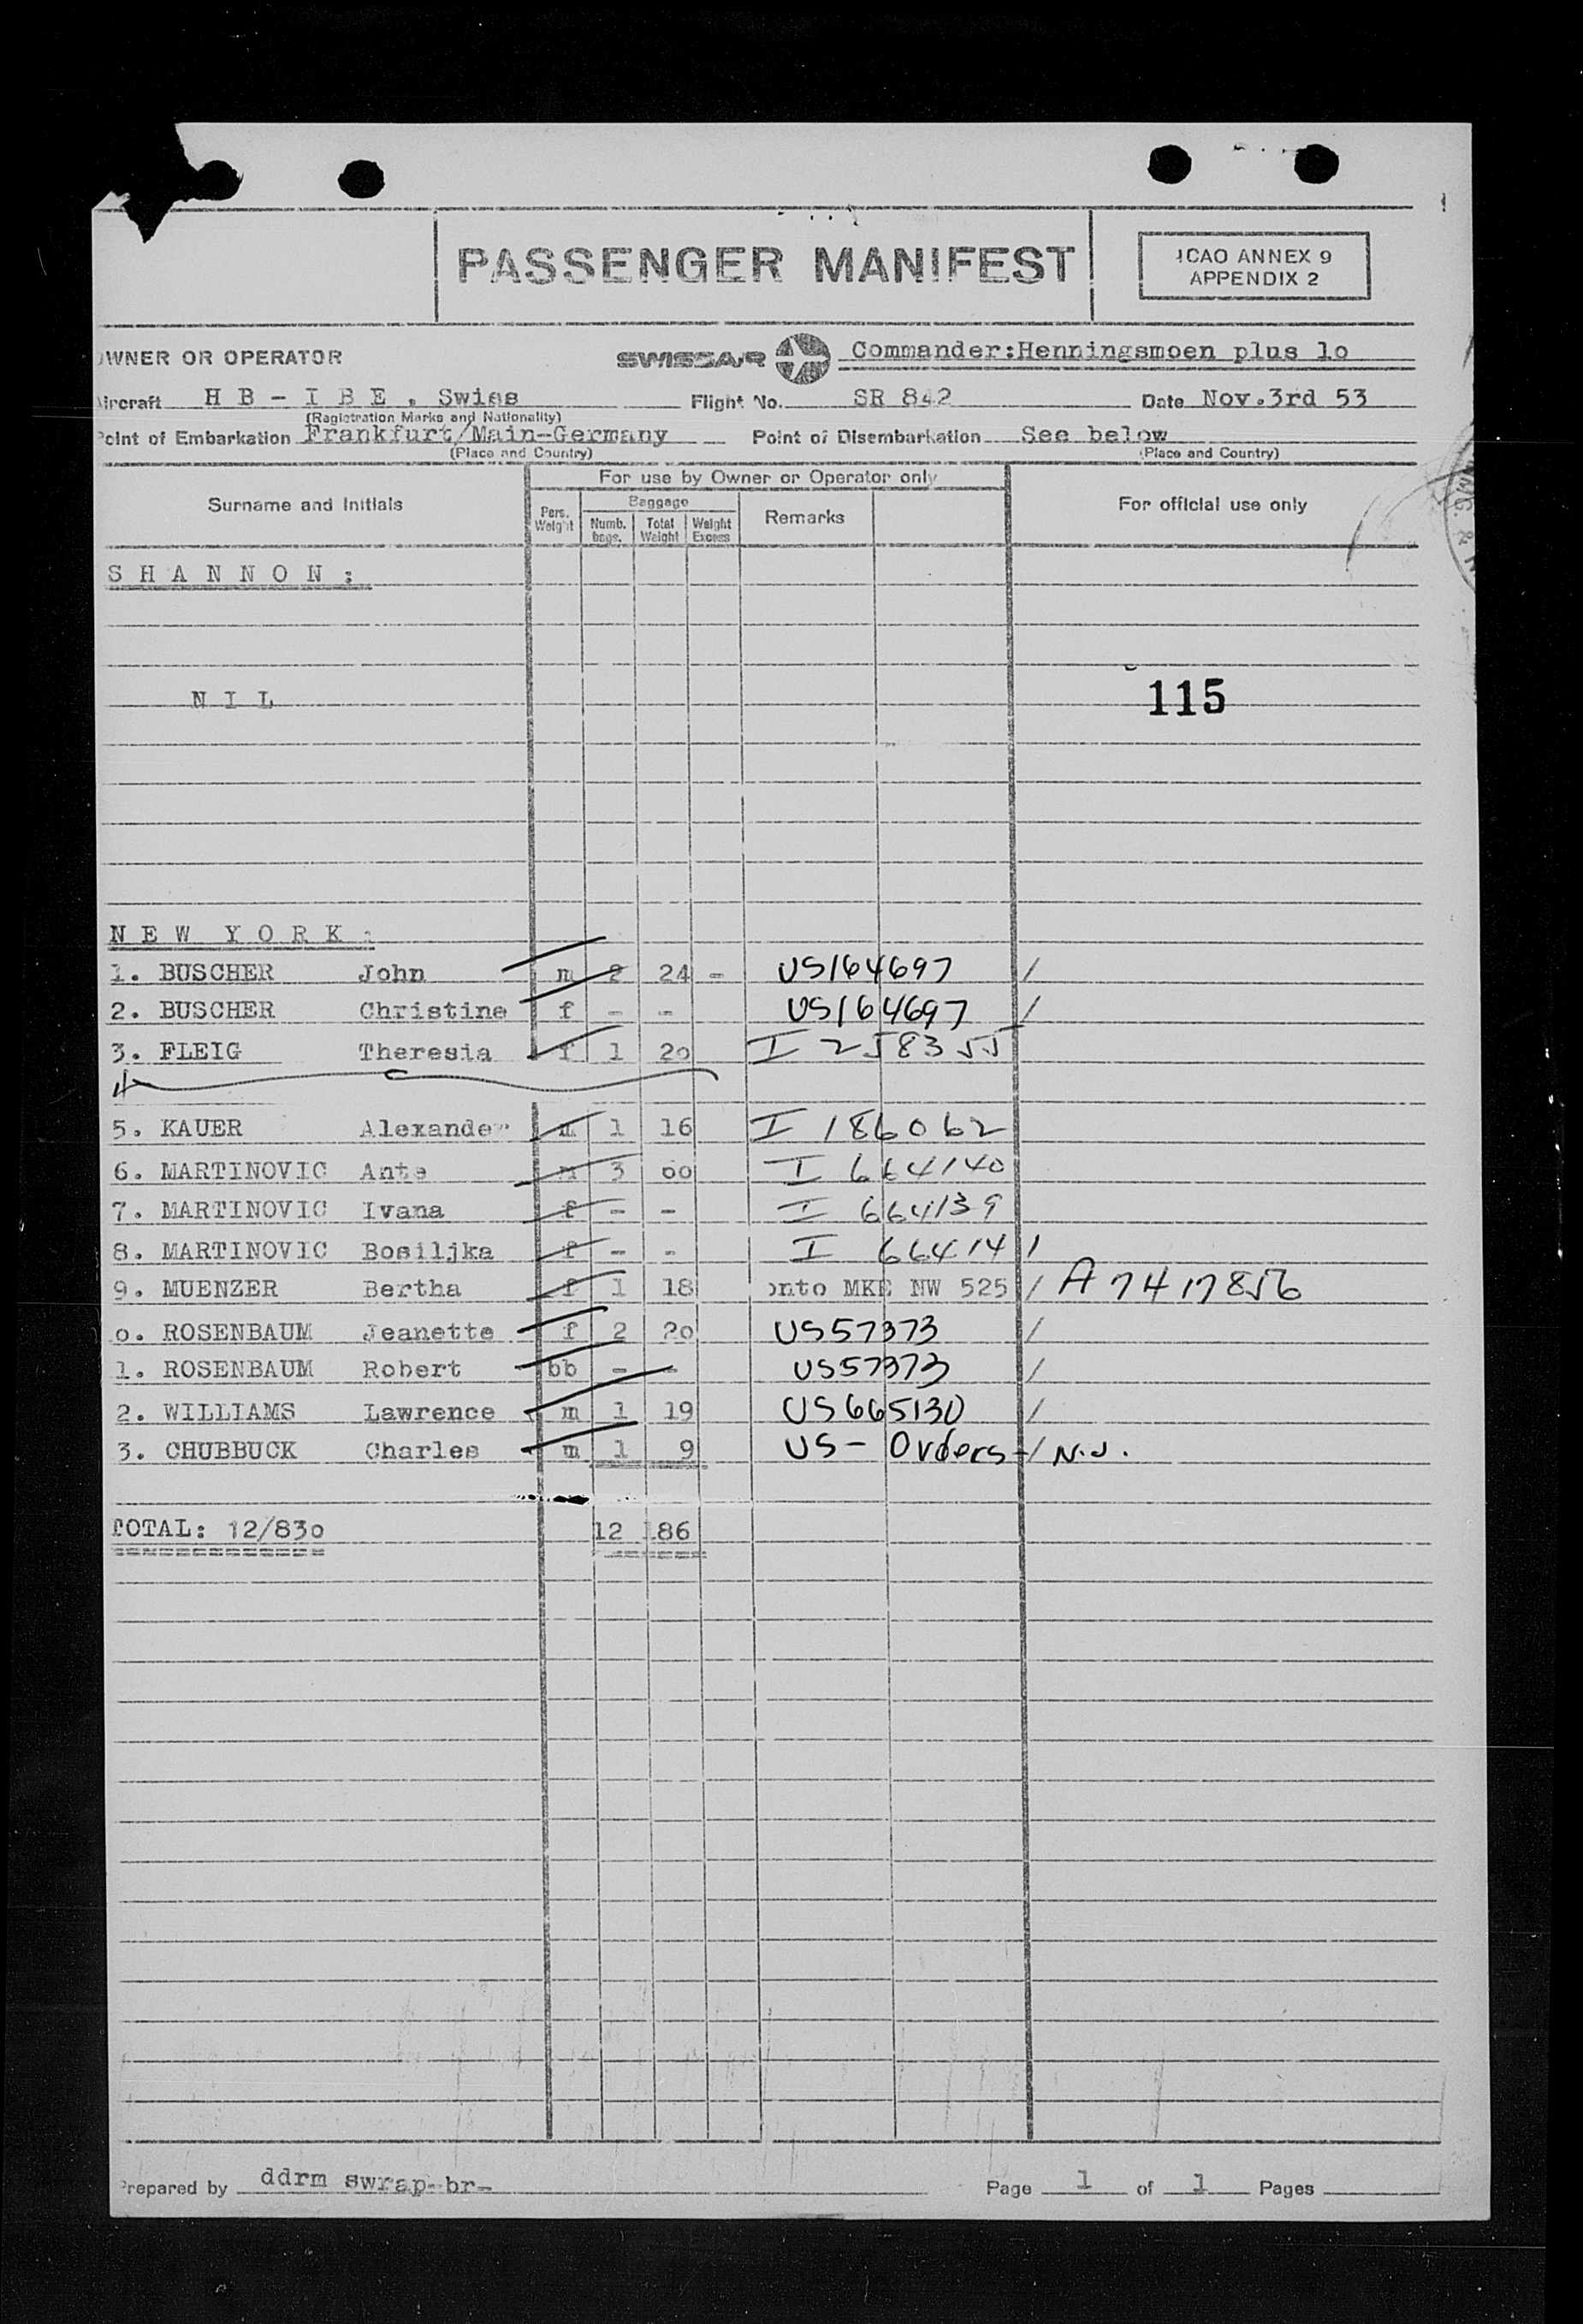 PASSENGER MANIFEST
ICAO ANNEX 9
APPENDIX 2
OWNER OR OPERATOR SWISSAIR Commander:Henningsmoen plus lo
Aircraft H B - I B E . Swiss Flight No. SR 842 Date Nov.3rd 53
(Registration Marks and Nationality)
Point of Embarkation Frankfurt/Main-Germany Point of Disembarkation See below
(Place and Country) (Place and Country)
For use by Owner or Operator only
Surname and Initials Pers. Weight Baggage Numb. bags. Total Weight Weight Excess Remarks For official use only
S H A N N O N :
N I L
115
N E W Y O R K :
1. BUSCHER John m 2 24 - US164697 /
2. BUSCHER Christine f - - US164697 /
3. FLEIG Theresia f 1 2o I 2583 55
4
5. KAUER Alexander m 1 16 I 186062
6. MARTINOVIC Ante m 3 60 I 664140
7. MARTINOVIC Ivana f - - I 664139
8. MARTINOVIC Bosiljka f - - I 664141
9. MUENZER Bertha f 1 18 onto MKE NW 525 / A7417856
o. ROSENBAUM Jeanette f 2 2o US57373 /
1. ROSENBAUM Robert bb - - US57373 /
2. WILLIAMS Lawrence m 1 19 US665130 /
3. CHUBBUCK Charles m 1 9 US - Orders - / N.J.
TOTAL: 12/83o 12 186
Prepared by ddrm swrap-br- Page 1 of 1 Pages